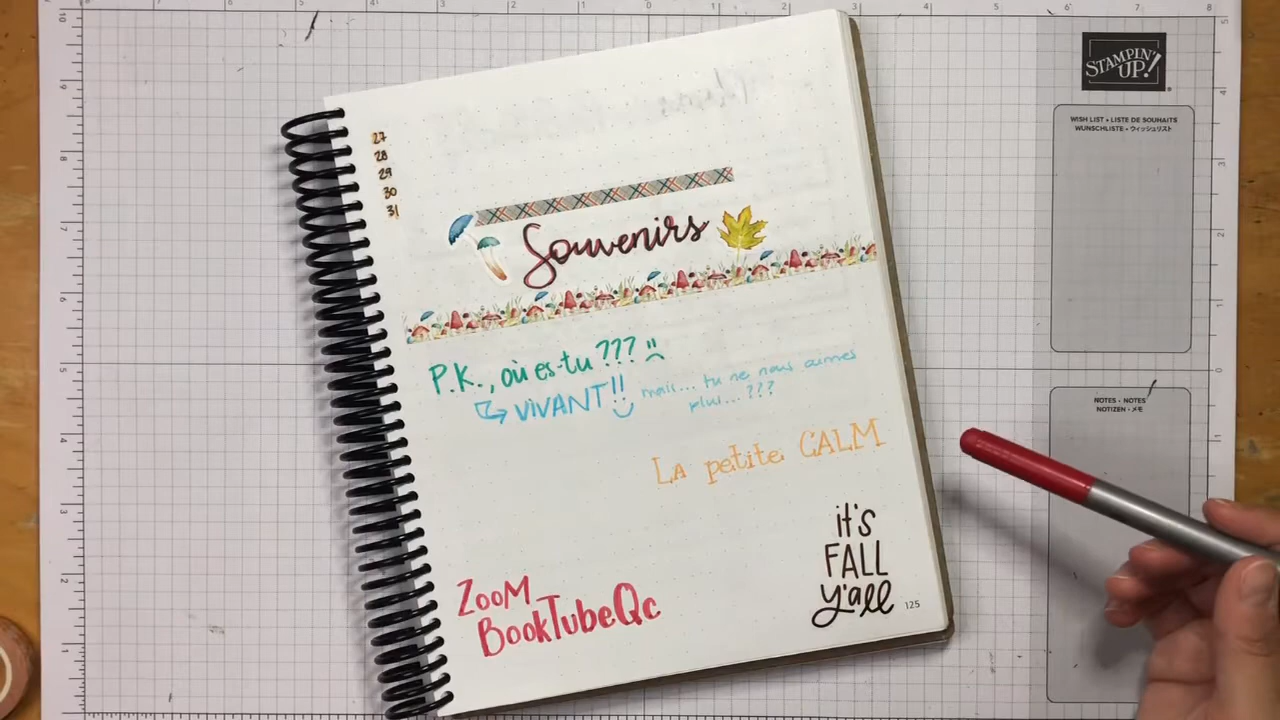 STAMPIN' UP!
WISH LIST • LISTE DE SOUHAITS
WUNSCHLISTE • ウィッシュリスト
27
28
29
30
31
Souvenirs
P.K., où es-tu ???
VIVANT!! mais... tu ne nous aimes
plus...???
NOTES • NOTES
NOTIZEN • メモ
La petite CALM
it's
FALL
y'all
ZooM
BookTubeQc
125